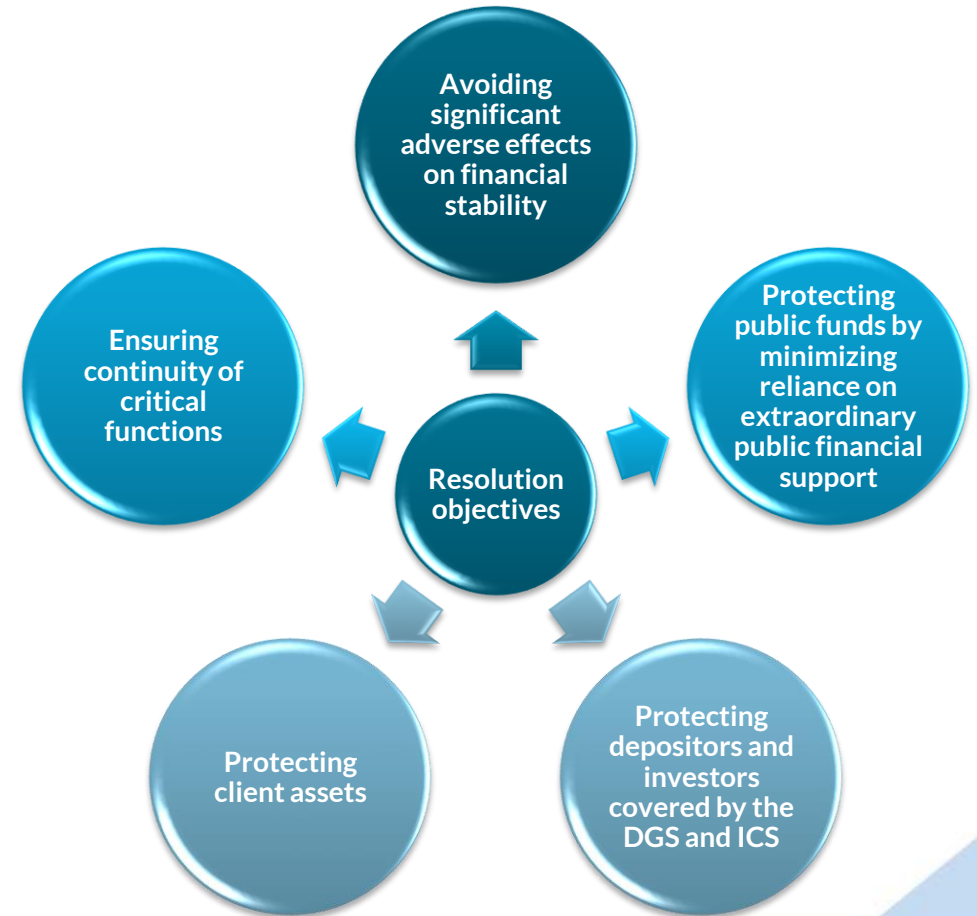 Avoiding
significant
adverse effects
on financial
stability
Ensuring
continuity of
critical
functions
Protecting
public funds by
minimizing
reliance on
extraordinary
public financial
support
Resolution
objectives
Protecting
client assets
Protecting
depositors and
investors
covered by the
DGS and ICS